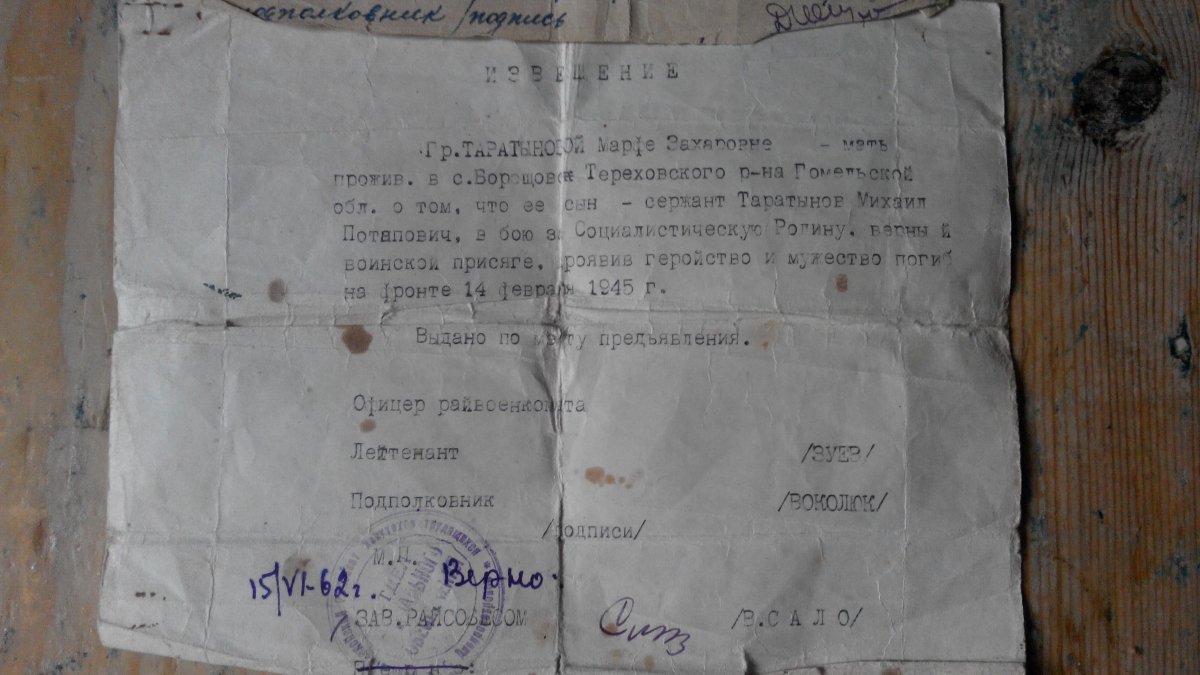 подполковник /подпись
ИЗВЕЩЕНИЕ
Гр.ТАРАТЫНОВОЙ Марфе Захаровне - мать
прожив. в с.Борщовка Тереховского р-на Гомельской
обл. о том, что ее сын - сержант Таратынов Михаил
Потапович, в бою за Социалистическую Родину, верный
воинской присяге, проявив геройство и мужество погиб
на фронте 14 февраля 1945 г.
Выдано по месту предъявления.
Офицер райвоенкомата
Лейтенант /ЗУЕВ/
Подполковник /ВОКОЛЮК/
/подписи/
М.П.
15/VI-62г. Верно.
ЗАВ.РАЙСОБЕСОМ /В.С А Л О/